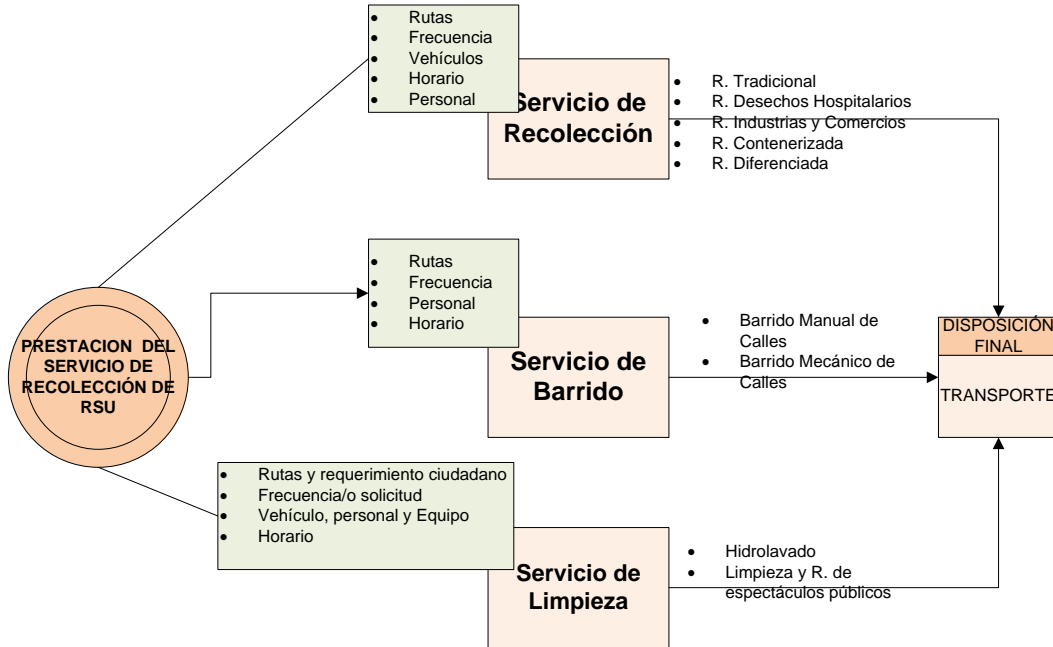 • Rutas
• Frecuencia
• Vehículos
• Horario
• Personal
Servicio de
Recolección
• R. Tradicional
• R. Desechos Hospitalarios
• R. Industrias y Comercios
• R. Contenerizada
• R. Diferenciada
PRESTACION DEL
SERVICIO DE
RECOLECCIÓN DE
RSU
• Rutas
• Frecuencia
• Personal
• Horario
Servicio de
Barrido
• Barrido Manual de
Calles
• Barrido Mecánico de
Calles
DISPOSICIÓN
FINAL
TRANSPORTE
• Rutas y requerimiento ciudadano
• Frecuencia/o solicitud
• Vehículo, personal y Equipo
• Horario
Servicio de
Limpieza
• Hidrolavado
• Limpieza y R. de
espectáculos públicos